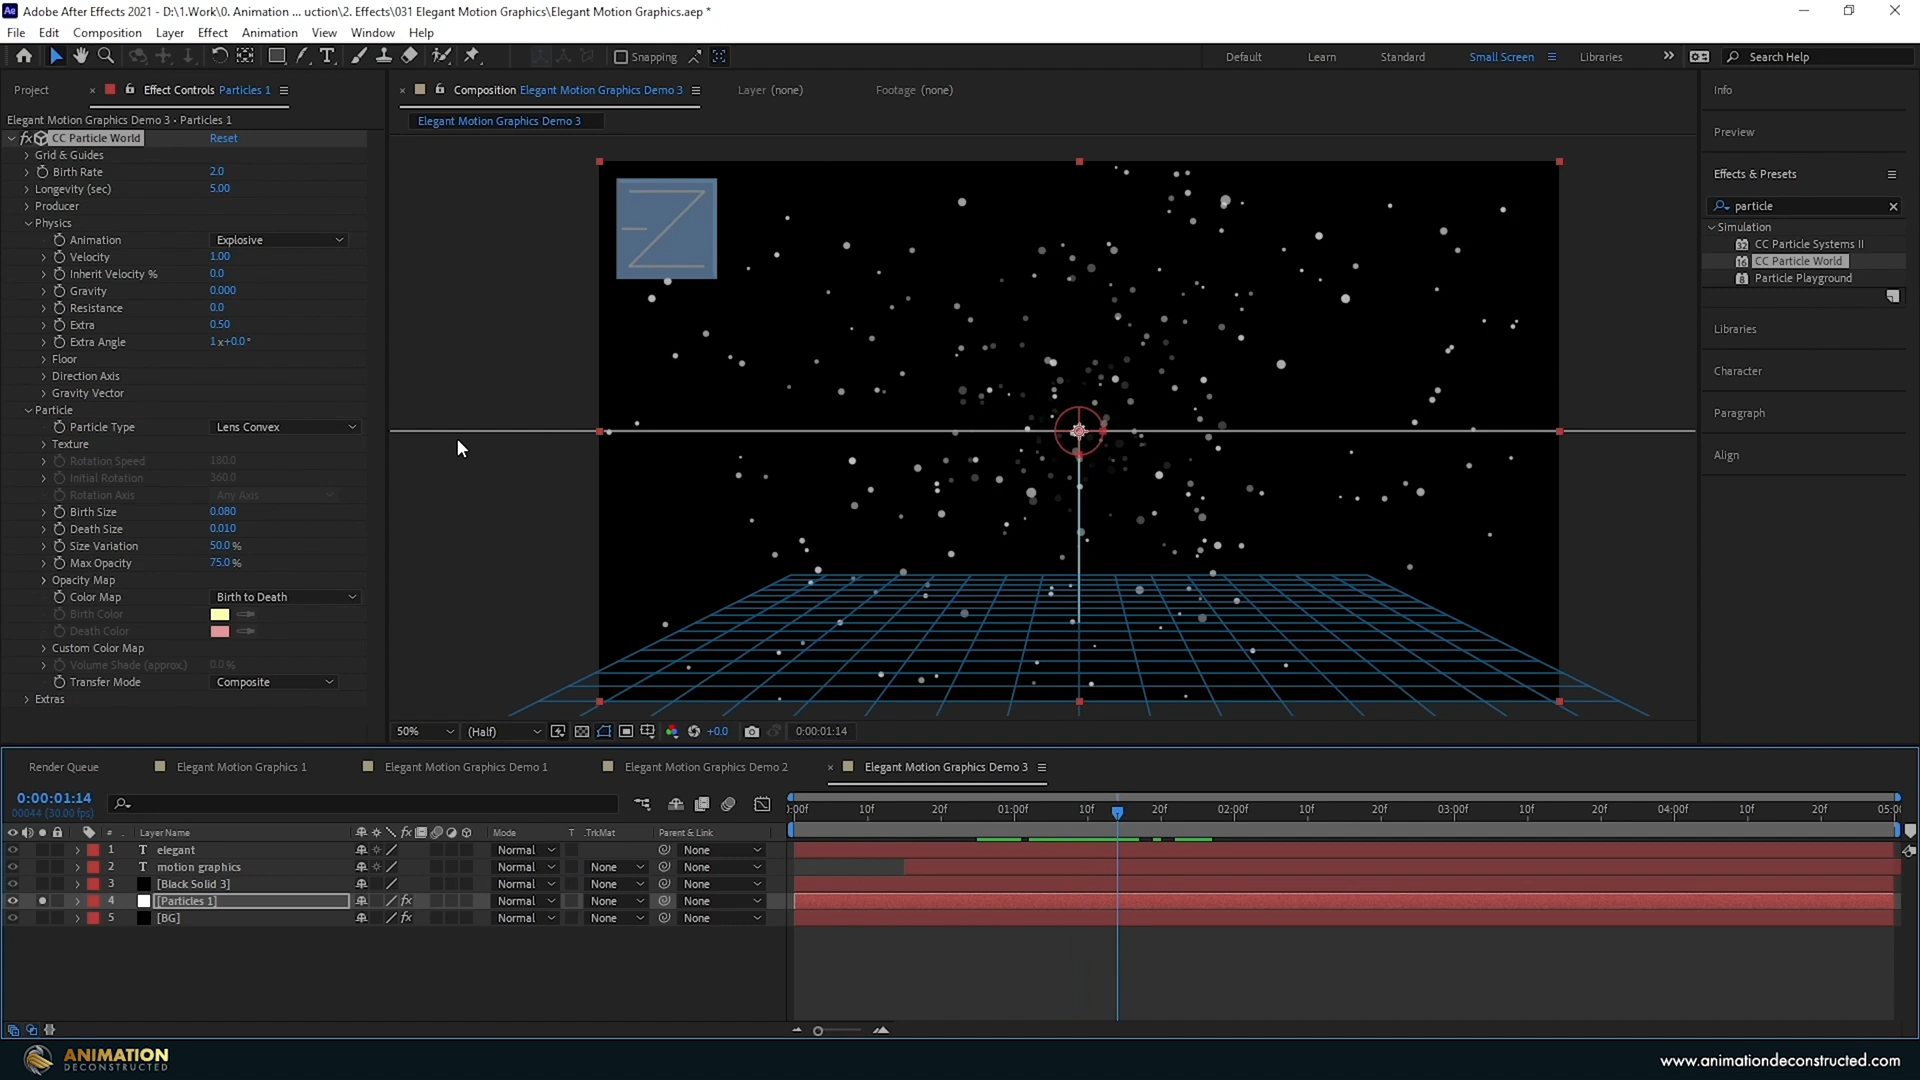 Adobe After Effects 2021 - D:\1.Work\0. Animation ... uction\2. Effects\031 Elegant Motion Graphics\Elegant Motion Graphics.aep *
File Edit Composition Layer Effect Animation View Window Help
Snapping Default Learn Standard Small Screen Libraries Search Help
Project Effect Controls Particles 1 Composition Elegant Motion Graphics Demo 3 Layer (none) Footage (none) Info
Elegant Motion Graphics Demo 3 • Particles 1
Elegant Motion Graphics Demo 3
fx CC Particle World Reset
Grid & Guides
Birth Rate 2.0
Longevity (sec) 5.00
Producer
Physics
Animation Explosive
Velocity 1.00
Inherit Velocity % 0.0
Gravity 0.000
Resistance 0.0
Extra 0.50
Extra Angle 1x+0.0°
Floor
Direction Axis
Gravity Vector
Particle
Particle Type Lens Convex
Texture
Rotation Speed 180.0
Initial Rotation 360.0
Rotation Axis Any Axis
Birth Size 0.080
Death Size 0.010
Size Variation 50.0 %
Max Opacity 75.0 %
Opacity Map
Color Map Birth to Death
Birth Color
Death Color
Custom Color Map
Volume Shade (approx.) 0.0 %
Transfer Mode Composite
Extras
Preview
Effects & Presets
particle
Simulation
32 CC Particle Systems II
16 CC Particle World
8 Particle Playground
Libraries
Character
Paragraph
Align
50% (Half) +0.0 0:00:01:14
Render Queue Elegant Motion Graphics 1 Elegant Motion Graphics Demo 1 Elegant Motion Graphics Demo 2 Elegant Motion Graphics Demo 3
0:00:01:14
00044 (30.00 fps)
:00f 10f 20f 01:00f 10f 20f 02:00f 10f 20f 03:00f 10f 20f 04:00f 10f 20f 05:0
# Layer Name fx Mode T .TrkMat Parent & Link
1 T elegant Normal None
2 T motion graphics Normal None None
3 [Black Solid 3] Normal None None
4 [Particles 1] fx Normal None None
5 [BG] fx Normal None None
ANIMATION
DECONSTRUCTED
www.animationdeconstructed.com